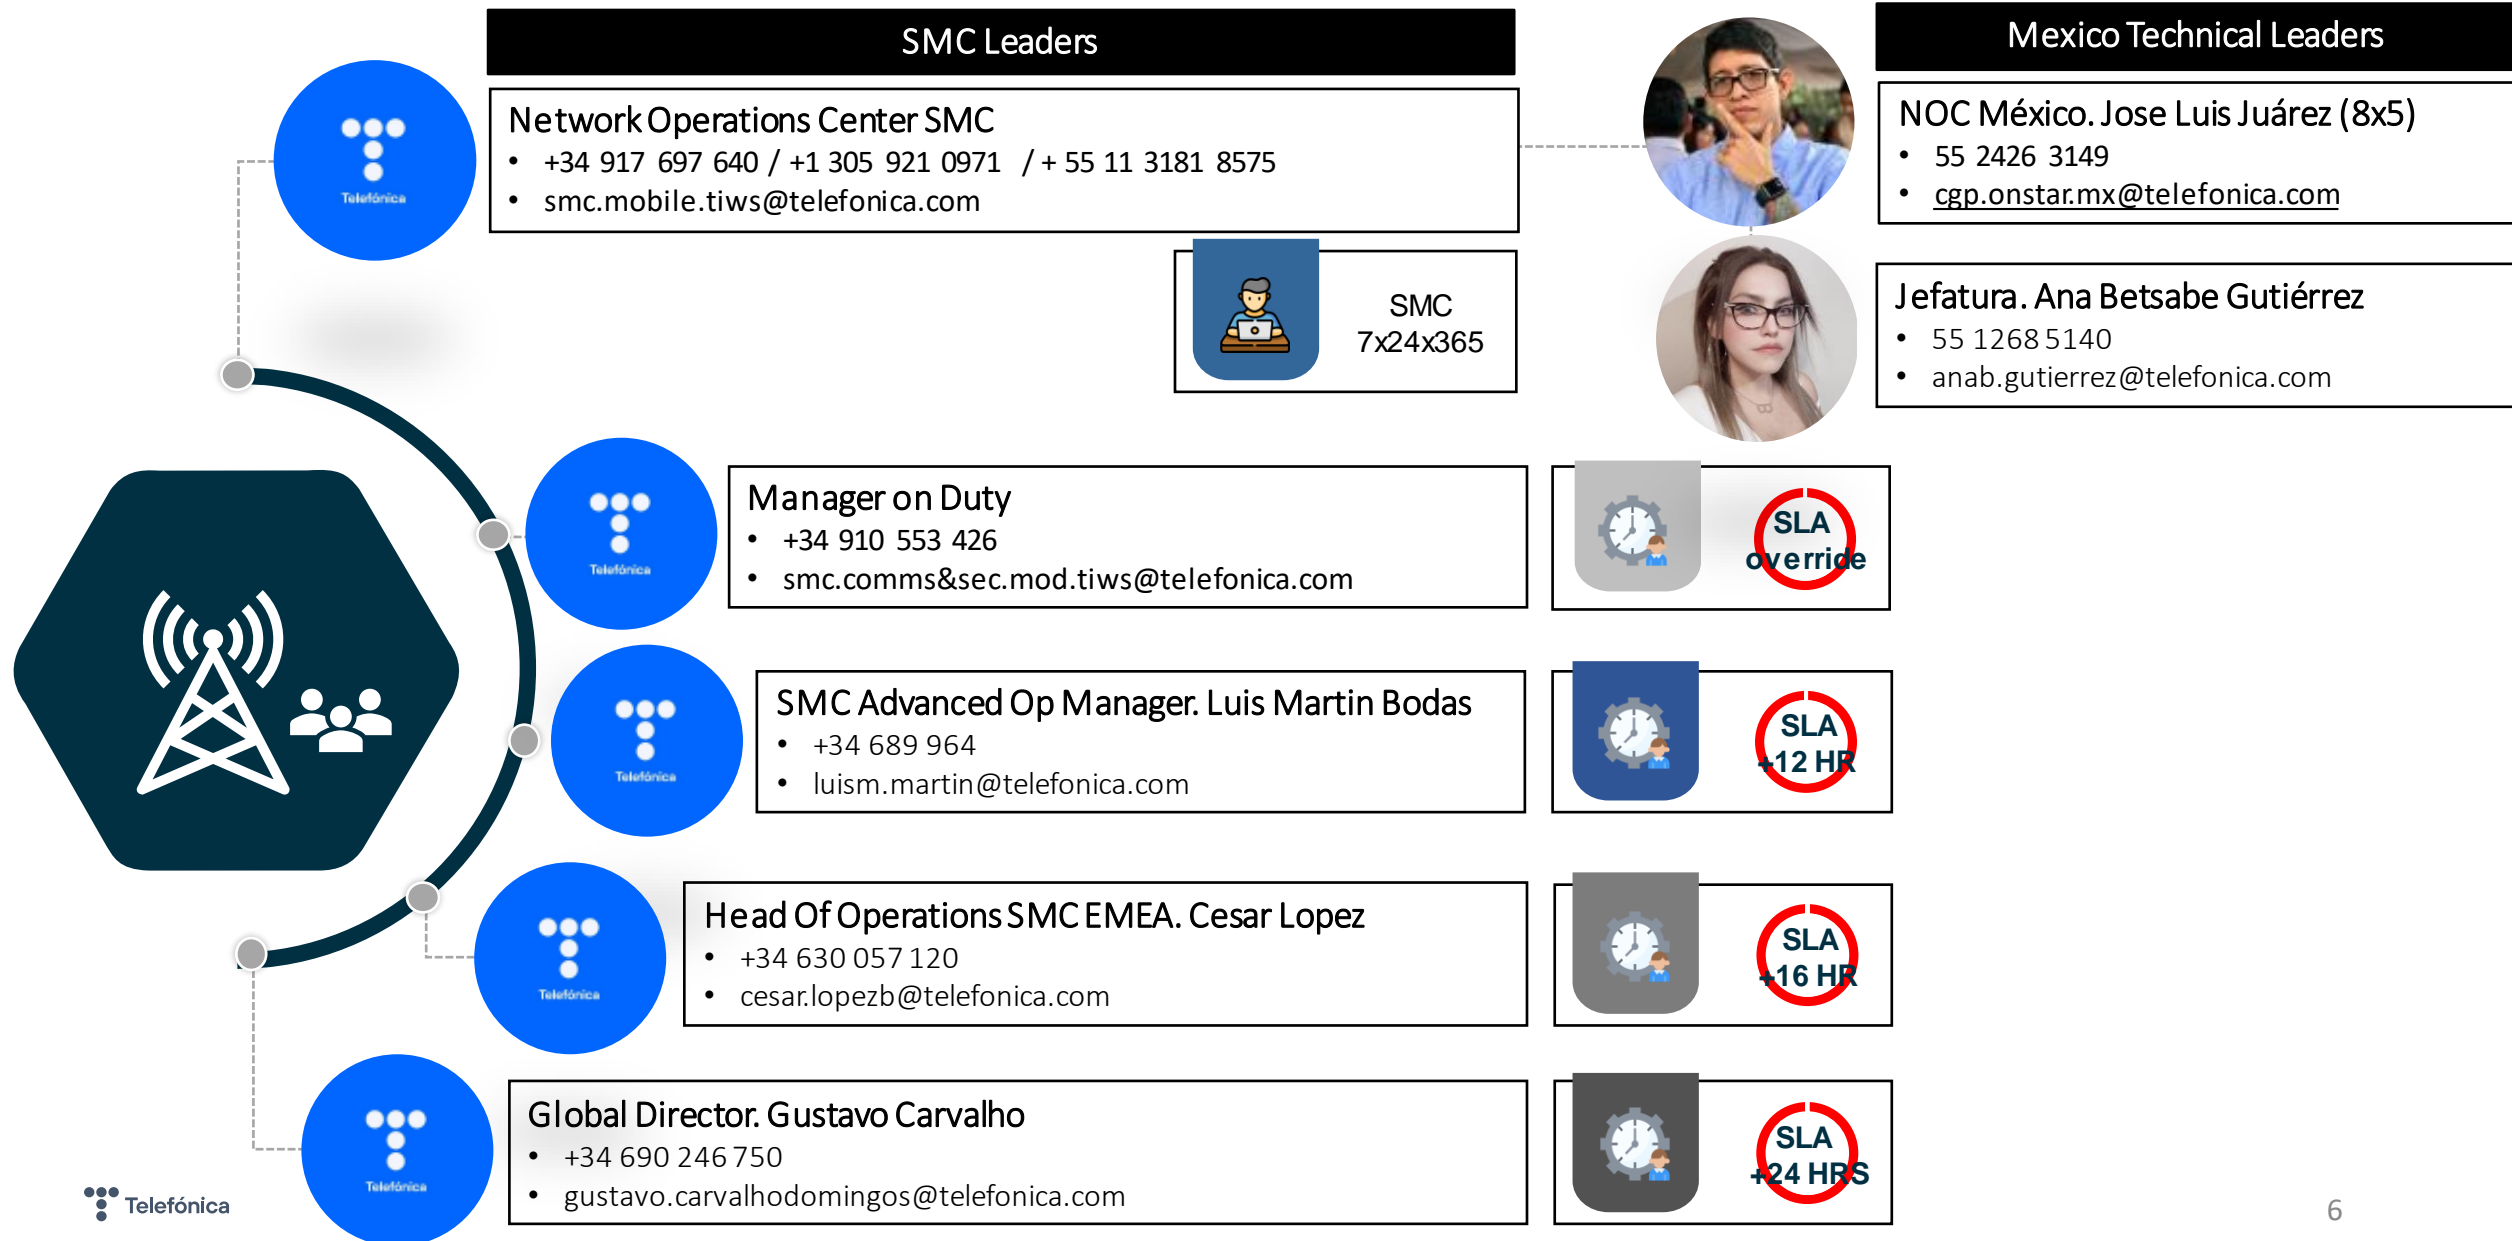 SMC Leaders
Network Operations Center SMC
• +34 917 697 640 / +1 305 921 0971 / + 55 11 3181 8575
• smc.mobile.tiws@telefonica.com
Telefónica
SMC
7x24x365
Mexico Technical Leaders
NOC México. Jose Luis Juárez (8x5)
• 55 2426 3149
• cgp.onstar.mx@telefonica.com
Jefatura. Ana Betsabe Gutiérrez
• 55 1268 5140
• anab.gutierrez@telefonica.com
Telefónica
Manager on Duty
• +34 910 553 426
• smc.comms&sec.mod.tiws@telefonica.com
SLA
override
Telefónica
SMC Advanced Op Manager. Luis Martin Bodas
• +34 689 964
• luism.martin@telefonica.com
SLA
+12 HR
Telefónica
Head Of Operations SMC EMEA. Cesar Lopez
• +34 630 057 120
• cesar.lopezb@telefonica.com
SLA
+16 HR
Telefónica
Global Director. Gustavo Carvalho
• +34 690 246 750
• gustavo.carvalhodomingos@telefonica.com
SLA
+24 HRS
Telefónica
6